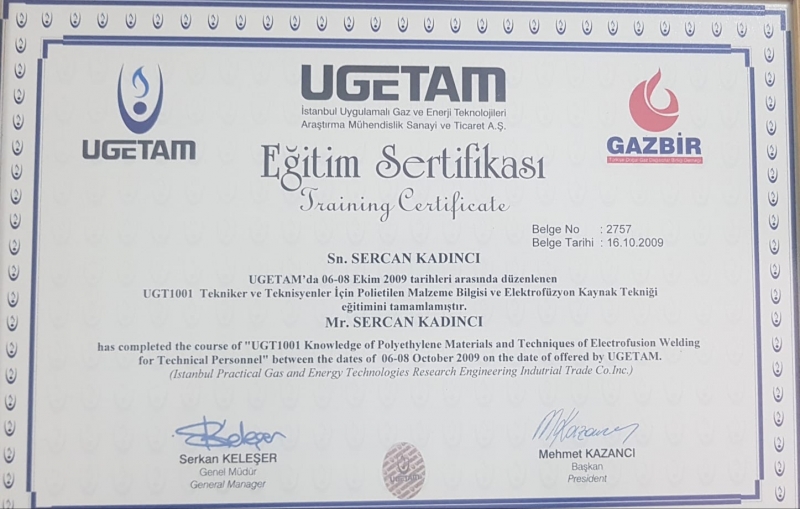 UGETAM
UGETAM
İstanbul Uygulamalı Gaz ve Enerji Teknolojileri
Araştırma Mühendislik Sanayi ve Ticaret A.Ş.
GAZBİR
Eğitim Sertifikası
Training Certificate
Belge No : 2757
Belge Tarihi : 16.10.2009
Sn. SERCAN KADINCI
UGETAM'da 06-08 Ekim 2009 tarihleri arasında düzenlenen
UGT1001 Tekniker ve Teknisyenler İçin Polietilen Malzeme Bilgisi ve Elektrofüzyon Kaynak Tekniği
eğitimini tamamlamıştır.
Mr. SERCAN KADINCI
has completed the course of "UGT1001 Knowledge of Polyethylene Materials and Techniques of Electrofusion Welding
for Technical Personnel" between the dates of 06-08 October 2009 on the date of offered by UGETAM.
(Istanbul Practical Gas and Energy Technologies Research Engineering Indutrial Trade Co.Inc.)
Serkan KELEŞER
Genel Müdür
General Manager
Mehmet KAZANCI
Başkan
President
UGETAM